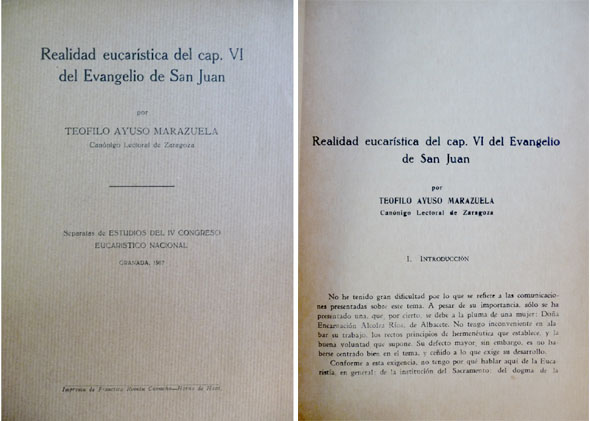 Realidad eucarística del cap. VI
del Evangelio de San Juan
por
TEOFILO AYUSO MARAZUELA
Canónigo Lectoral de Zaragoza
Separatas de ESTUDIOS DEL IV CONGRESO
EUCARISTICO NACIONAL
GRANADA, 1957
Imprenta de Francisco Román
Realidad eucarística del cap. VI del Evangelio
de San Juan
por
TEOFILO AYUSO MARAZUELA
Canónigo Lectoral de Zaragoza
I. INTRODUCCIÓN
No he tenido gran dificultad por lo que se refiere a las comunicacio-
nes presentadas sobre este tema. A pesar de su importancia, sólo se ha
presentado una, que, por cierto, se debe a la pluma de una mujer: Doña
Encarnación Alcolea Ríos, de Albacete. No tengo inconveniente en ala-
bar su trabajo, los rectos principios de hermenéutica que establece, y la
buena voluntad que supone. Su defecto mayor, sin embargo, es no ha-
berse centrado bien en el tema, y ceñido a lo que exige su desarrollo.
Conforme a esta exigencia, no tengo por qué hablar aquí de la Euca-
ristía, en general; de la institución del Sacramento; del dogma de la